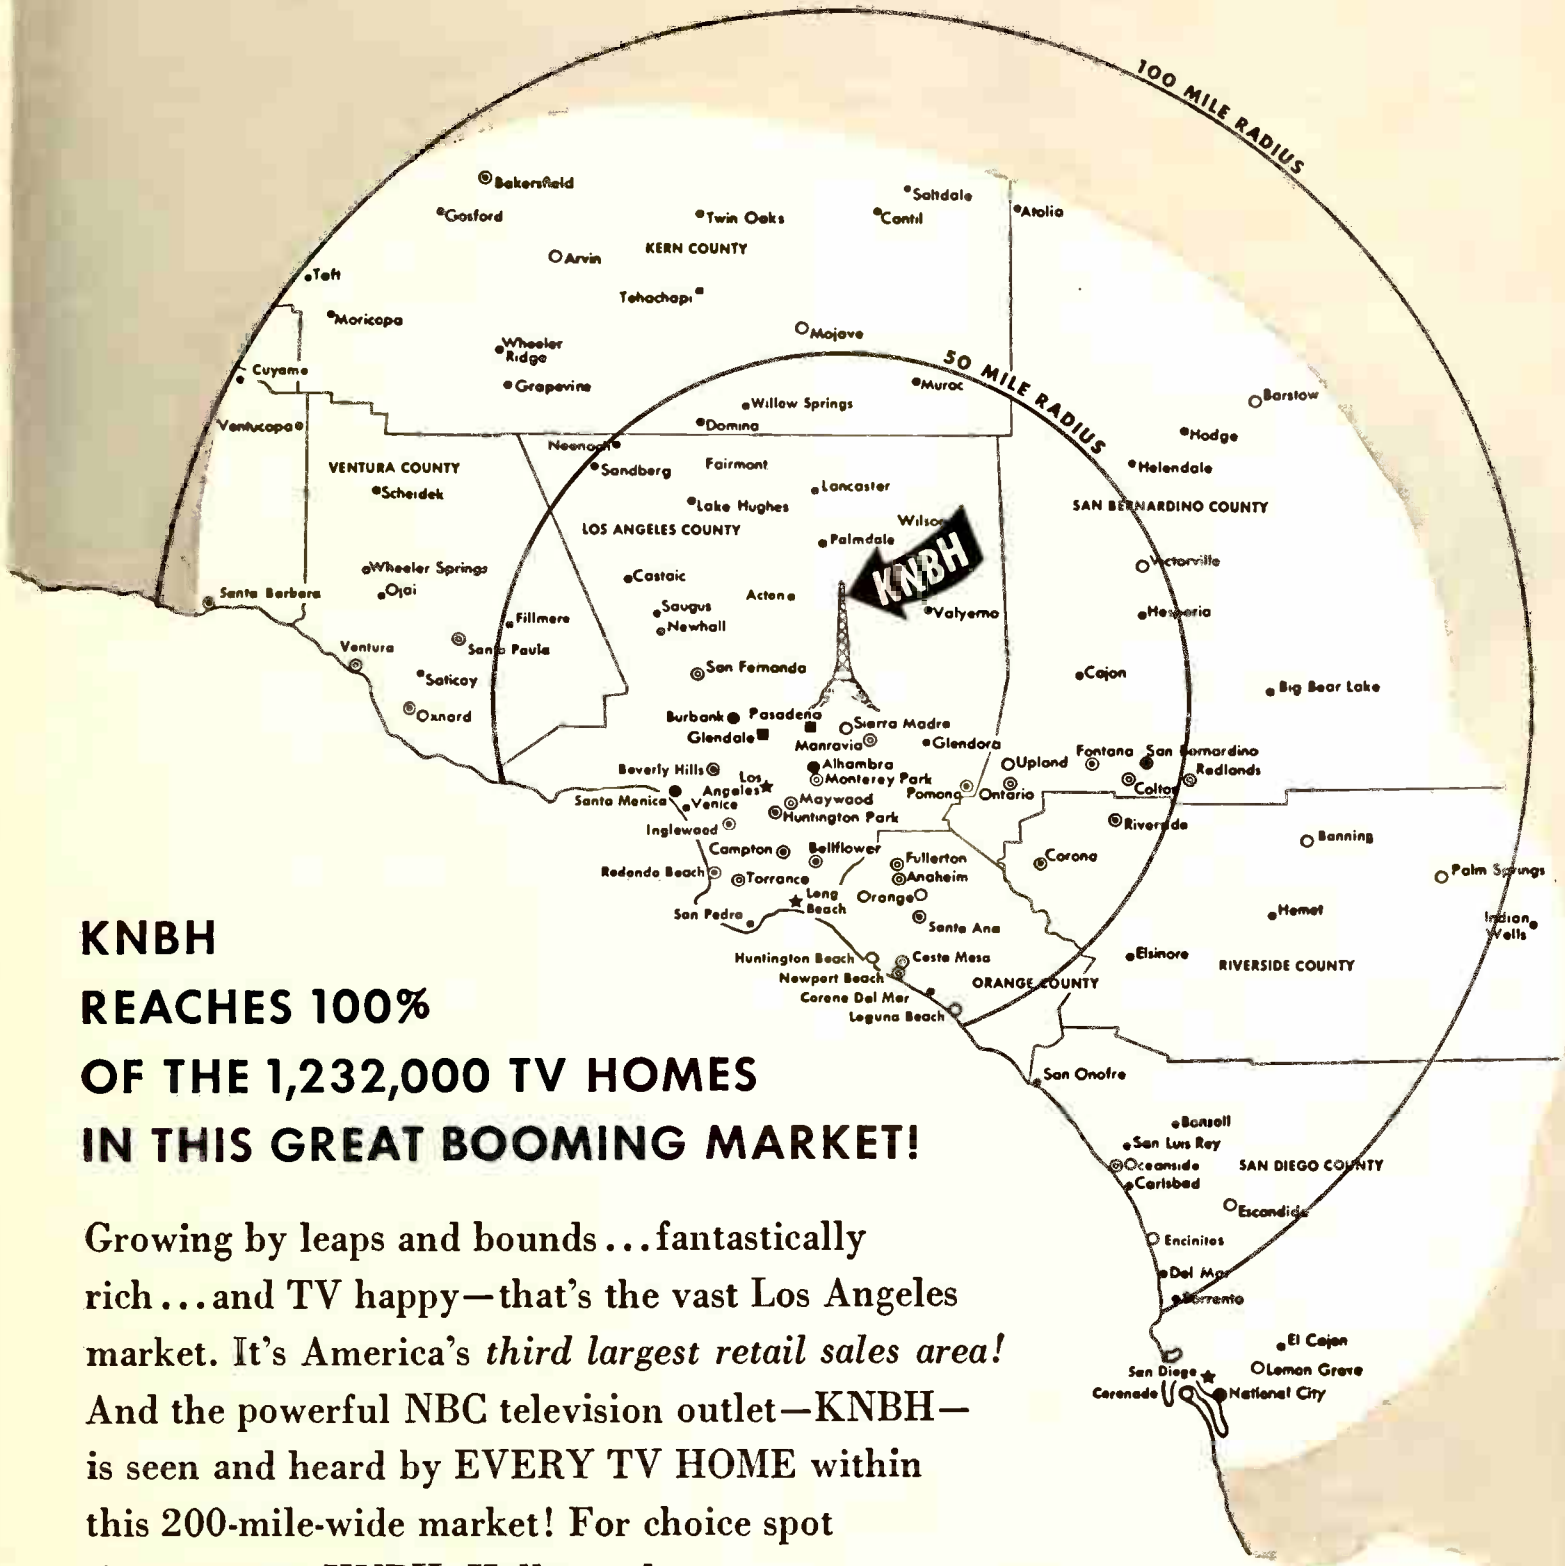 100 MILE RADIUS
Bakersfield
Saltdale
Gosford
Twin Oaks
Cantil
Atolia
KERN COUNTY
Arvin
Taft
Tehachapi
Maricopa
Mojave
Wheeler
Ridge
50 MILE RADIUS
Cuyama
Grapevine
Muroc
Barstow
Willow Springs
Ventucopa
Domino
Hodge
Neenach
VENTURA COUNTY
Sandberg
Fairmont
Helendale
Scheidek
Lancaster
Lake Hughes
SAN BERNARDINO COUNTY
LOS ANGELES COUNTY
Palmdale
KNBH
Victorville
Wheeler Springs
Castaic
Ojai
Santa Barbara
Acton
Saugus
Valyermo
Hesperia
Fillmore
Newhall
Ventura
Santa Paula
San Fernando
Cajon
Saticoy
Big Bear Lake
Oxnard
Burbank
Pasadena
Sierra Madre
Glendale
Monravia
Glendora
Fontana
San Bernardino
Alhambra
Upland
Beverly Hills
Los
Angeles
Monterey Park
Redlands
Pomona
Ontario
Colton
Santa Monica
Venice
Maywood
Huntington Park
Riverside
Inglewood
Banning
Compton
Bellflower
Fullerton
Corona
Redondo Beach
Torrance
Anaheim
Palm Springs
Long
Beach
Orange
San Pedro
Hemet
Indian
Wells
Santa Ana
Huntington Beach
Costa Mesa
Elsinore
RIVERSIDE COUNTY
Newport Beach
ORANGE COUNTY
Corona Del Mar
Laguna Beach
San Onofre
Bonsoll
San Luis Rey
Oceanside
SAN DIEGO COUNTY
Carlsbad
Escondido
Encinitas
Del Mar
Sorrento
El Cajon
San Diego
Lemon Grove
Coronado
National City
KNBH
REACHES 100%
OF THE 1,232,000 TV HOMES
IN THIS GREAT BOOMING MARKET!
Growing by leaps and bounds...fantastically
rich...and TV happy—that's the vast Los Angeles
market. It's America's third largest retail sales area!
And the powerful NBC television outlet—KNBH—
is seen and heard by EVERY TV HOME within
this 200-mile-wide market! For choice spot